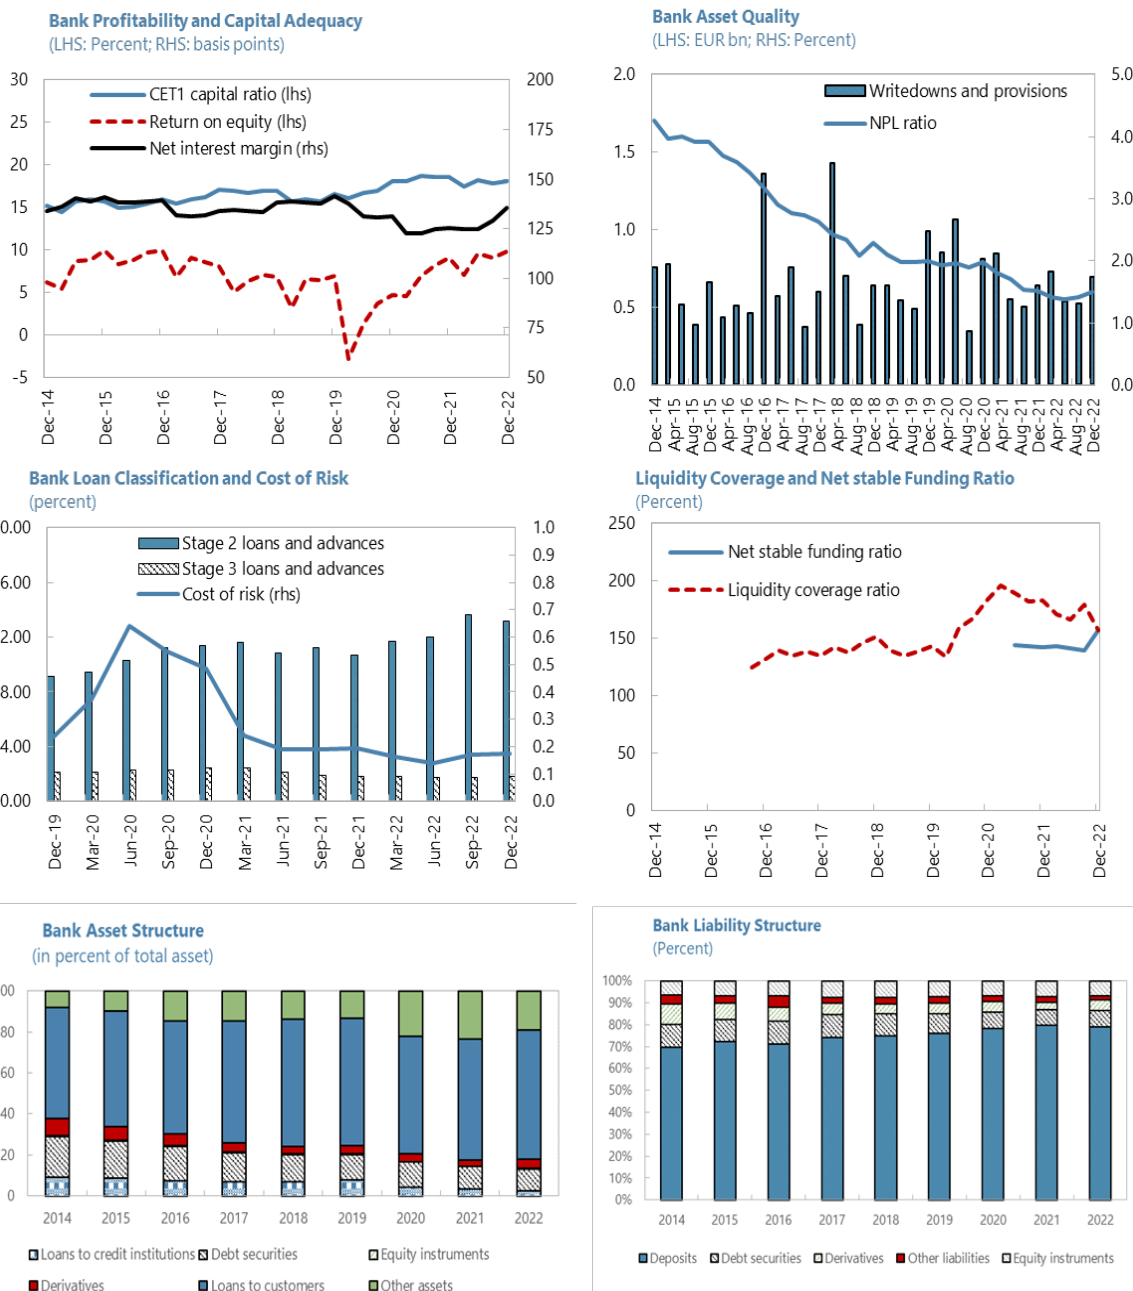 Bank Profitability and Capital Adequacy
(LHS: Percent; RHS: basis points)
30
25
20
15
10
5
0
-5
200
175
150
125
100
75
50
CET1 capital ratio (lhs)
Return on equity (lhs)
Net interest margin (rhs)
Dec-14
Dec-15
Dec-16
Dec-17
Dec-18
Dec-19
Dec-20
Dec-21
Dec-22
Bank Asset Quality
(LHS: EUR bn; RHS: Percent)
2.0
1.5
1.0
0.5
0.0
5.0
4.0
3.0
2.0
1.0
0.0
Writedowns and provisions
NPL ratio
Dec-14
Apr-15
Aug-15
Dec-15
Apr-16
Aug-16
Dec-16
Apr-17
Aug-17
Dec-17
Apr-18
Aug-18
Dec-18
Apr-19
Aug-19
Dec-19
Apr-20
Aug-20
Dec-20
Apr-21
Aug-21
Dec-21
Apr-22
Aug-22
Dec-22
Bank Loan Classification and Cost of Risk
(percent)
0.00
6.00
2.00
8.00
4.00
0.00
1.0
0.9
0.8
0.7
0.6
0.5
0.4
0.3
0.2
0.1
0.0
Stage 2 loans and advances
Stage 3 loans and advances
Cost of risk (rhs)
Dec-19
Mar-20
Jun-20
Sep-20
Dec-20
Mar-21
Jun-21
Sep-21
Dec-21
Mar-22
Jun-22
Sep-22
Dec-22
Liquidity Coverage and Net stable Funding Ratio
(Percent)
250
200
150
100
50
0
Net stable funding ratio
Liquidity coverage ratio
Dec-14
Dec-15
Dec-16
Dec-17
Dec-18
Dec-19
Dec-20
Dec-21
Dec-22
Bank Asset Structure
(in percent of total asset)
00
80
60
40
20
0
2014 2015 2016 2017 2018 2019 2020 2021 2022
Loans to credit institutions Debt securities Equity instruments
Derivatives Loans to customers Other assets
Bank Liability Structure
(Percent)
100%
90%
80%
70%
60%
50%
40%
30%
20%
10%
0%
2014 2015 2016 2017 2018 2019 2020 2021 2022
Deposits Debt securities Derivatives Other liabilities Equity instruments